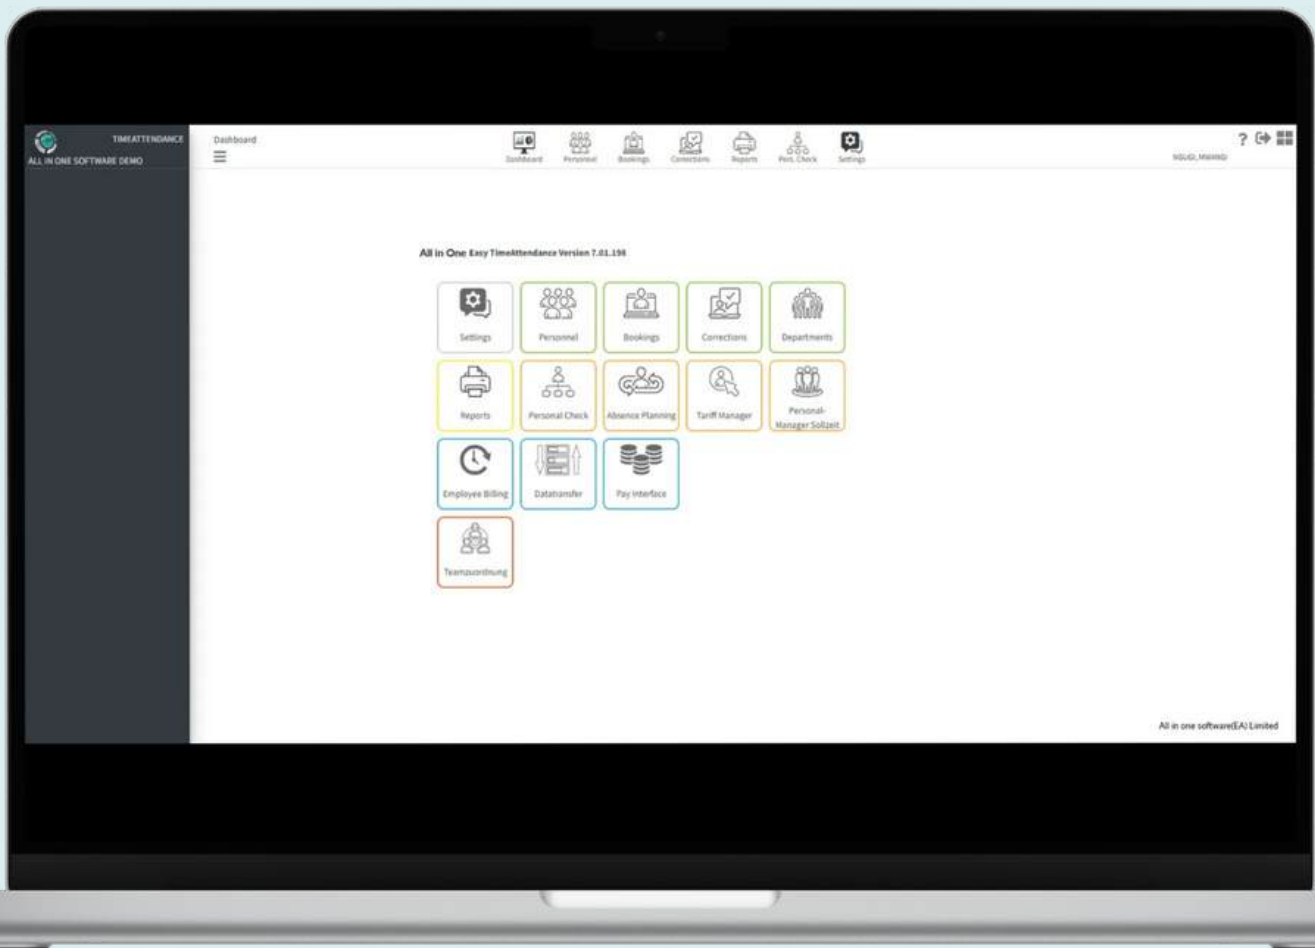 TIMEATTENDANCE
ALL IN ONE SOFTWARE DEMO
Dashboard
Dashboard Personnel Bookings Corrections Reports Pers. Check Settings
?
All in One Easy TimeAttendance Version 7.01.198
Settings Personnel Bookings Corrections Departments
Reports Personal Check Absence Planning Tariff Manager Personal-
Manager Sollzeit
Employee Billing Datatransfer Pay Interface
Teamzuordnung
All in one software(EA) Limited